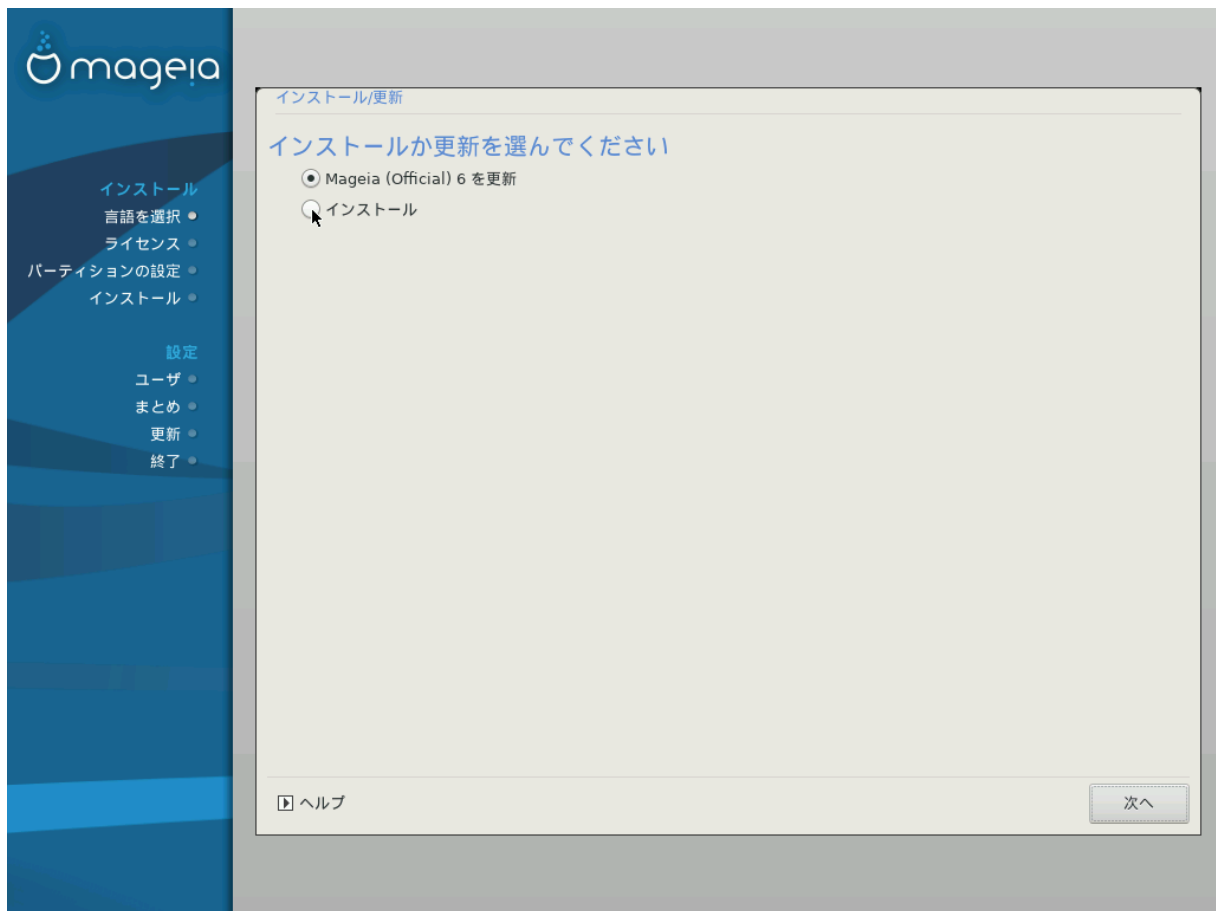 mageia
インストール
言語を選択
ライセンス
パーティションの設定
インストール
設定
ユーザ
まとめ
更新
終了
インストール/更新
インストールか更新を選んでください
Mageia (Official) 6 を更新
インストール
ヘルプ
次へ